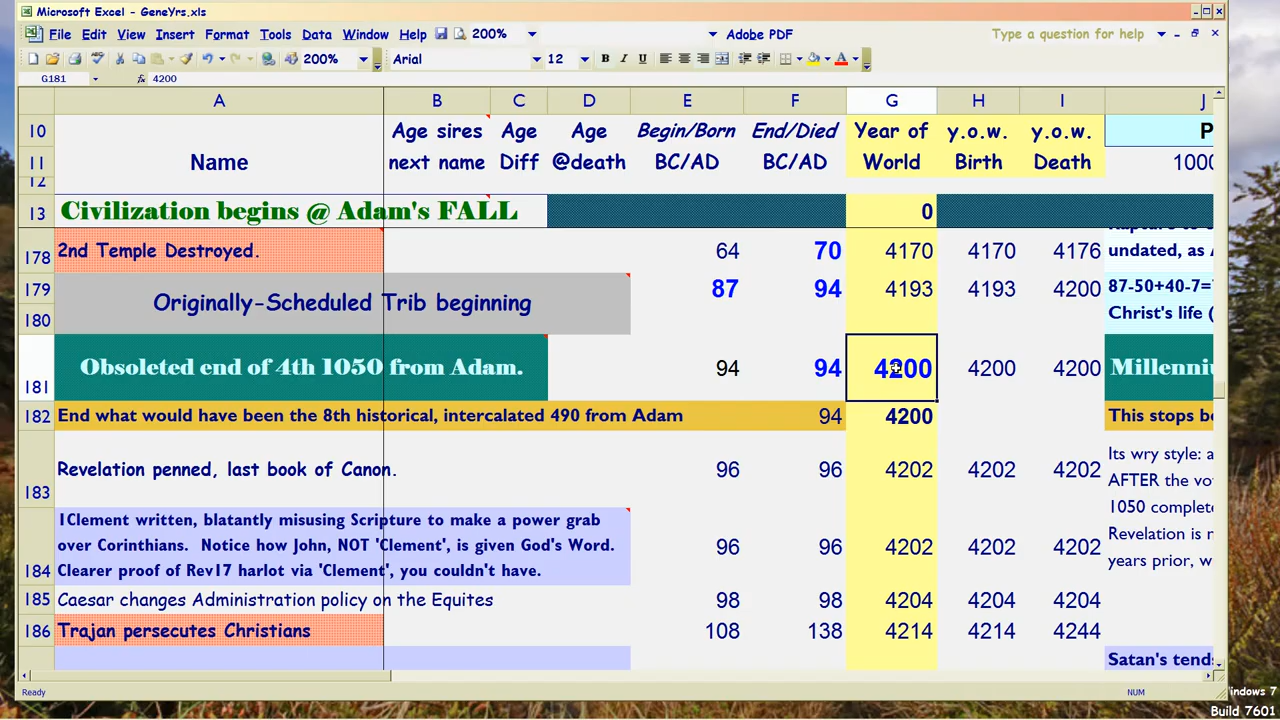 Microsoft Excel - GeneYrs.xls
File Edit View Insert Format Tools Data Window Help 200% Adobe PDF Type a question for help
200% Arial 12 B I U
G181 fx 4200
A B C D E F G H I J
10 Age sires Age Age Begin/Born End/Died Year of y.o.w. y.o.w. P
11 Name next name Diff @death BC/AD BC/AD World Birth Death 1000
12
13 Civilization begins @ Adam's FALL 0
178 2nd Temple Destroyed. 64 70 4170 4170 4176 undated, as
179 87 94 4193 4193 4200 87-50+40-7=
180 Originally-Scheduled Trib beginning Christ's life (
181 Obsoleted end of 4th 1050 from Adam. 94 94 4200 4200 4200 Millenni
182 End what would have been the 8th historical, intercalated 490 from Adam 94 4200 This stops be
Its wry style: a
183 Revelation penned, last book of Canon. 96 96 4202 4202 4202 AFTER the vo
1050 complet
1Clement written, blatantly misusing Scripture to make a power grab Revelation is
184 over Corinthians. Notice how John, NOT 'Clement', is given God's Word. 96 96 4202 4202 4202 years prior, w
Clearer proof of Rev17 harlot via 'Clement', you couldn't have.
185 Caesar changes Administration policy on the Equites 98 98 4204 4204 4204
186 Trajan persecutes Christians 108 138 4214 4214 4244
Satan's tends
Ready NUM
indows 7
Build 7601